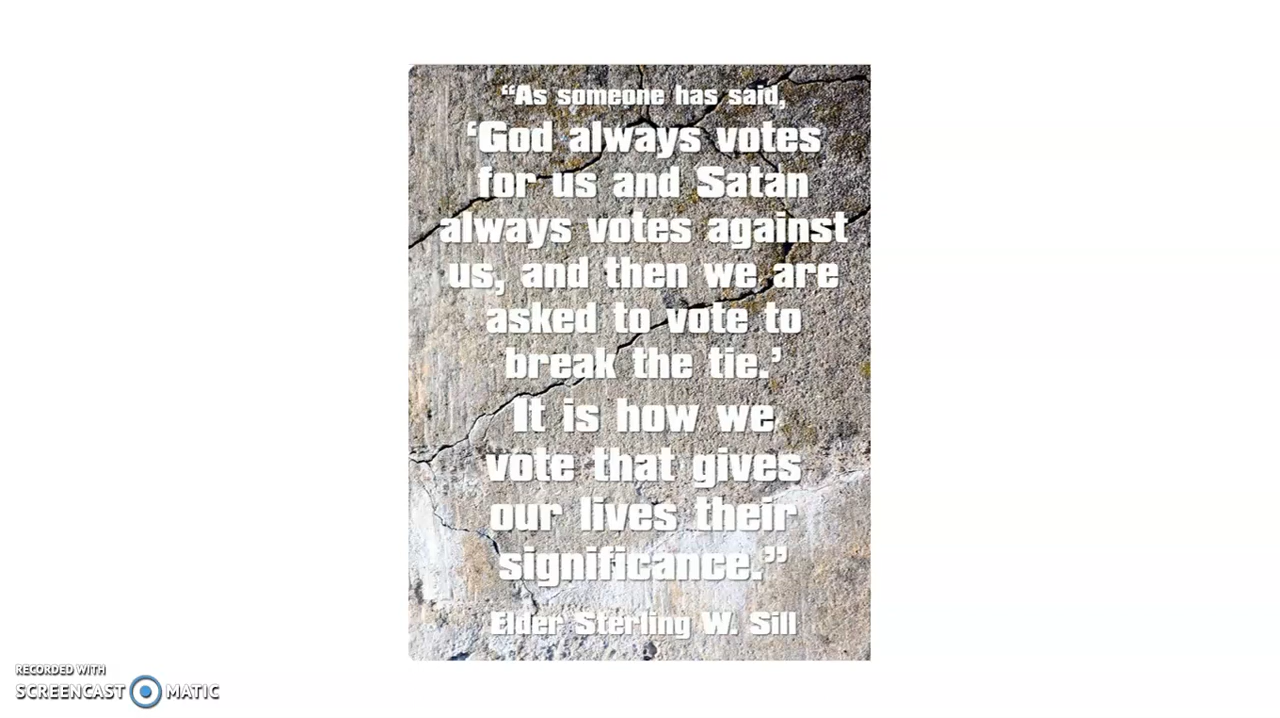 “As someone has said,
‘God always votes
for us and Satan
always votes against
us, and then we are
asked to vote to
break the tie.’
It is how we
vote that gives
our lives their
significance.”
Elder Sterling W. Sill
RECORDED WITH
SCREENCAST MATIC